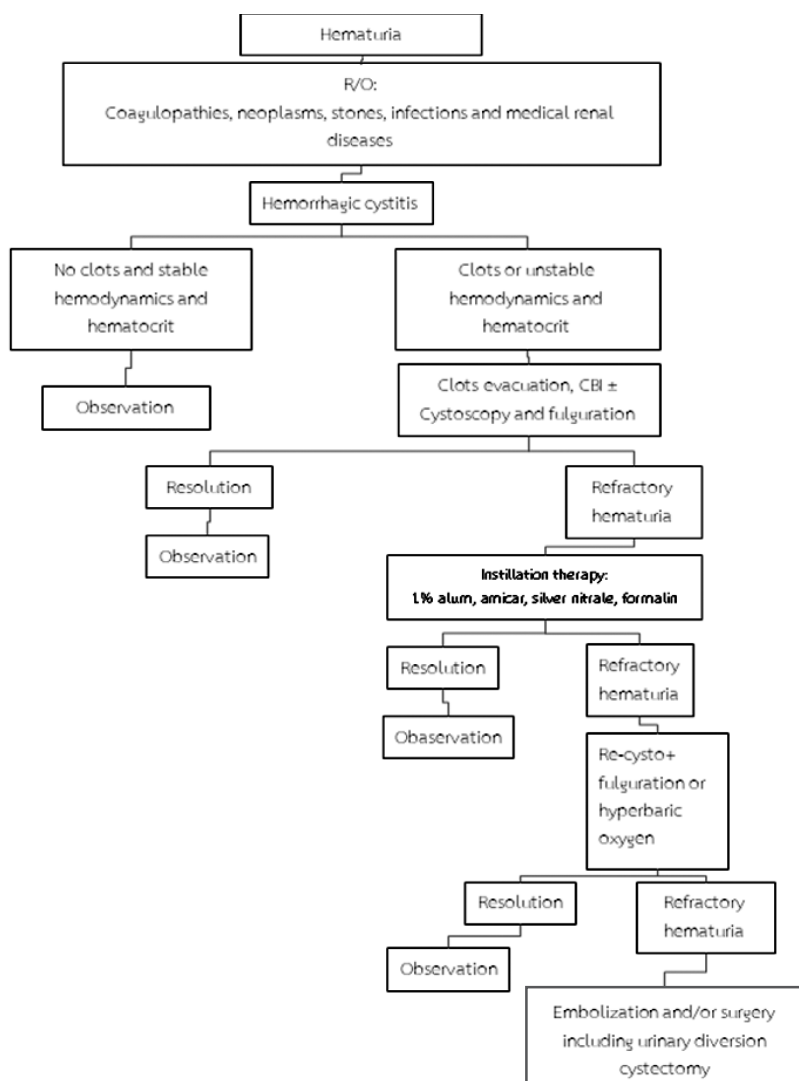 Hematuria
R/O:
Coagulopathies, neoplasms, stones, infections and medical renal
diseases
Hemorrhagic cystitis
No clots and stable
hemodynamics and
hematocrit
Clots or unstable
hemodynamics and
hematocrit
Observation
Clots evacuation, CBI ±
Cystoscopy and fulguration
Resolution
Refractory
hematuria
Observation
Instillation therapy:
1% alum, amicar, silver nitrale, formalin
Resolution
Refractory
hematuria
Obaservation
Re-cysto+
fulguration or
hyperbaric
oxygen
Resolution
Refractory
hematuria
Observation
Embolization and/or surgery
including urinary diversion
cystectomy